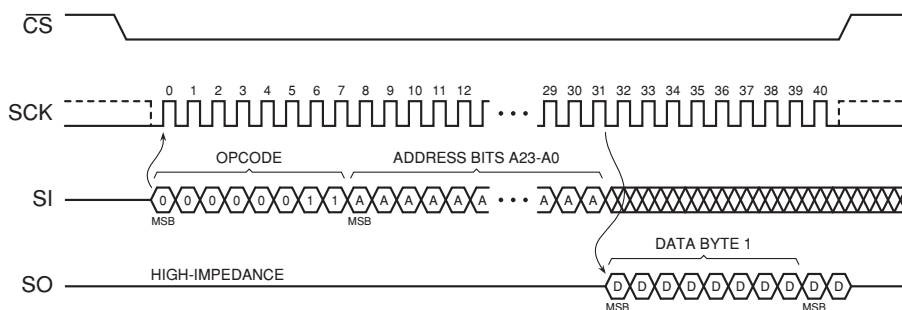 CS
0 1 2 3 4 5 6 7 8 9 10 11 12 29 30 31 32 33 34 35 36 37 38 39 40
SCK
OPCODE ADDRESS BITS A23-A0
SI 0 0 0 0 0 0 1 1 A A A A A A A A A
MSB MSB
DATA BYTE 1
HIGH-IMPEDANCE
SO D D D D D D D D D D
MSB MSB